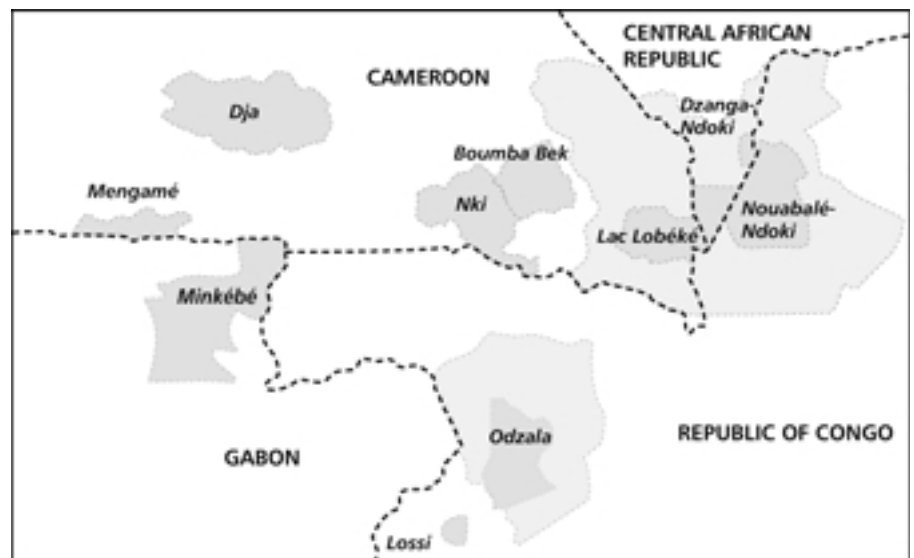 CENTRAL AFRICAN
REPUBLIC
CAMEROON
Dja
Dzanga-
Ndoki
Boumba Bek
Mengamé
Nki
Nouabalé-
Ndoki
Lac Lobéké
Minkébé
Odzala
REPUBLIC OF CONGO
GABON
Lossi